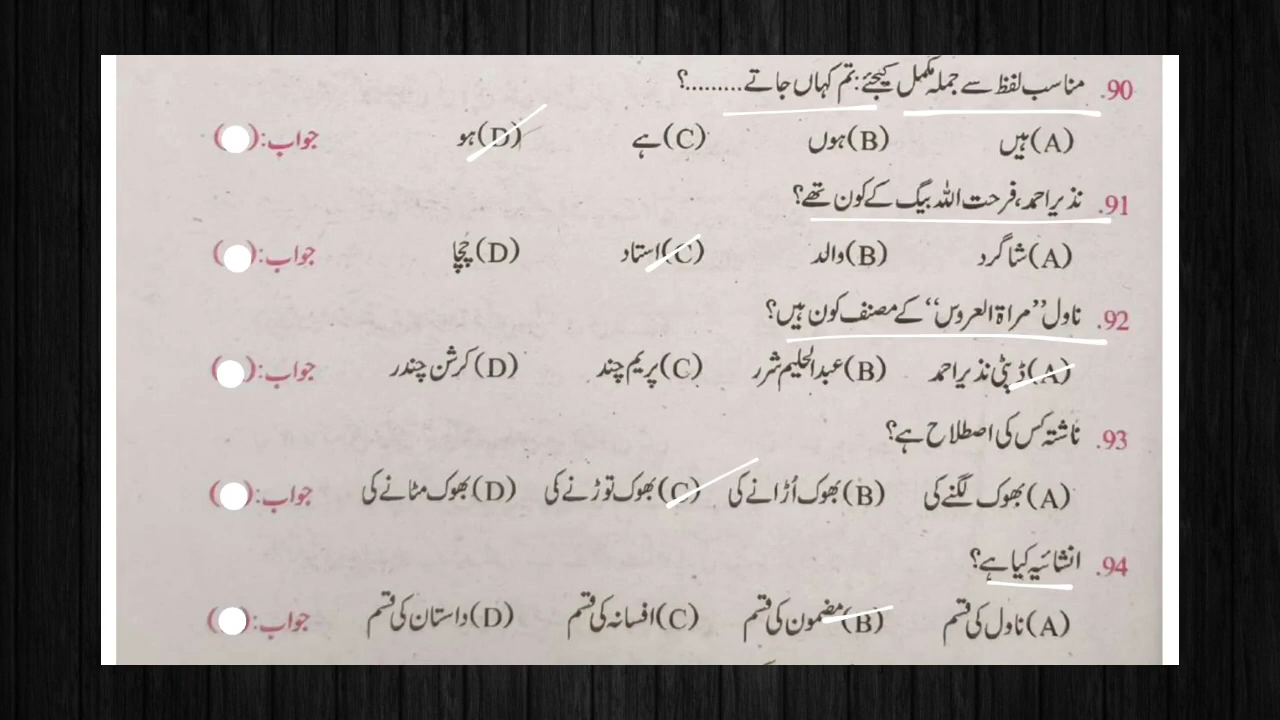 90. مناسب لفظ سے جملہ مکمل کیجئے: تم کہاں جاتے.........؟
(A) ہیں (B) ہوں (C) ہے (D) ہو جواب: ( )
91. نذیر احمد، فرحت اللہ بیگ کے کون تھے؟
(A) شاگرد (B) والد (C) استاد (D) چچا جواب: ( )
92. ناول ’’مراۃ العروس‘‘ کے مصنف کون ہیں؟
(A) ڈپٹی نذیر احمد (B) عبدالحلیم شرر (C) پریم چند (D) کرشن چندر جواب: ( )
93. ناشتہ کس کی اصطلاح ہے؟
(A) بھوک لگنے کی (B) بھوک اُڑانے کی (C) بھوک توڑنے کی (D) بھوک مٹانے کی جواب: ( )
94. انشائیہ کیا ہے؟
(A) ناول کی قسم (B) مضمون کی قسم (C) افسانہ کی قسم (D) داستان کی قسم جواب: ( )